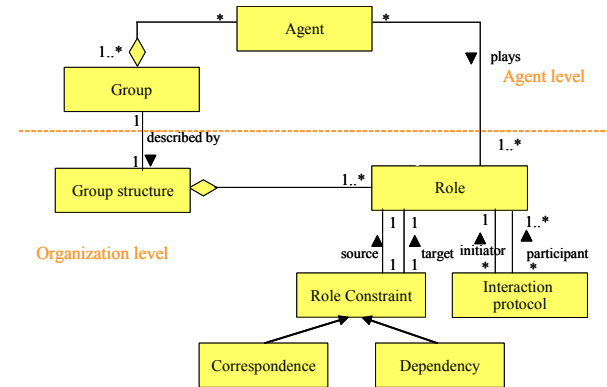 * Agent *
1..*
plays
Agent level
Group
1
described by
1
1..*
Group structure
1..*
Role
Organization level
1 1 1 1..*
source target initiator participant
1 1 * *
Role Constraint
Interaction
protocol
Correspondence
Dependency